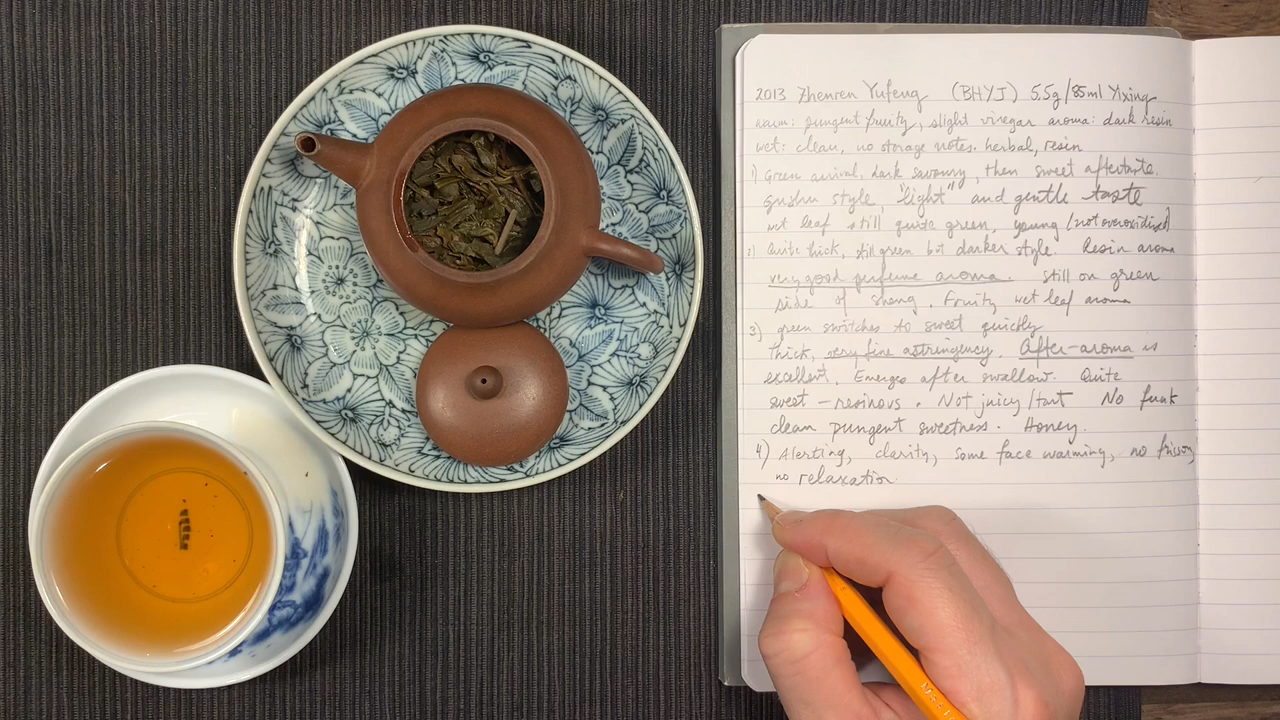 2013 Zhenren Yufeng (BHYJ) 5.5g/85ml Yixing
warm: pungent fruity, slight vinegar aroma: dark resin
wet: clean, no storage notes. herbal, resin
1) Green arrival, dark savoury, then sweet aftertaste.
gushu style, "light" and gentle taste
wet leaf still quite green, young (not overoxidized)
2) Quite thick, still green but darker style. Resin aroma
very good perfume aroma. still on green
side of sheng. Fruity wet leaf aroma
3) green switches to sweet quickly
Thick, very fine astringency. After-aroma is
excellent. Emerges after swallow. Quite
sweet - resinous. Not juicy/tart No funk
clean pungent sweetness. Honey.
4) Alerting, clarity, some face warming, no frisson,
no relaxation.